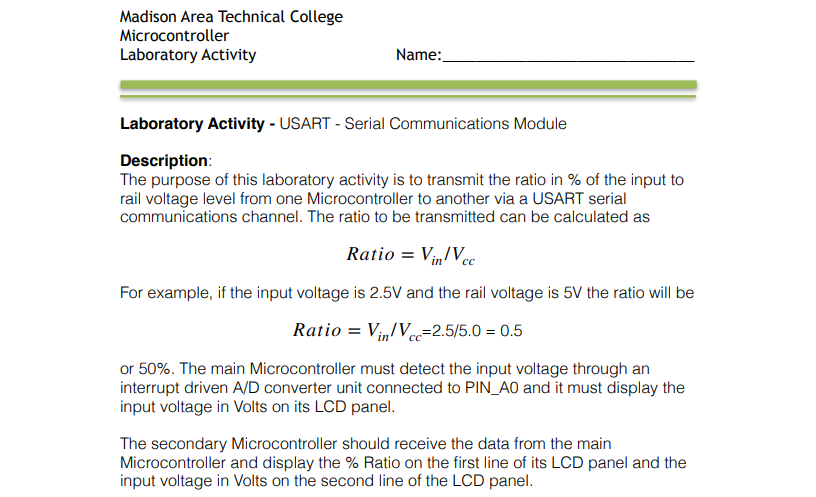 Madison Area Technical College
Microcontroller
Laboratory Activity Name:______________________________
Laboratory Activity - USART - Serial Communications Module
Description:
The purpose of this laboratory activity is to transmit the ratio in % of the input to
rail voltage level from one Microcontroller to another via a USART serial
communications channel. The ratio to be transmitted can be calculated as
Ratio = Vin/Vcc
For example, if the input voltage is 2.5V and the rail voltage is 5V the ratio will be
Ratio = Vin/Vcc=2.5/5.0 = 0.5
or 50%. The main Microcontroller must detect the input voltage through an
interrupt driven A/D converter unit connected to PIN_A0 and it must display the
input voltage in Volts on its LCD panel.
The secondary Microcontroller should receive the data from the main
Microcontroller and display the % Ratio on the first line of its LCD panel and the
input voltage in Volts on the second line of the LCD panel.